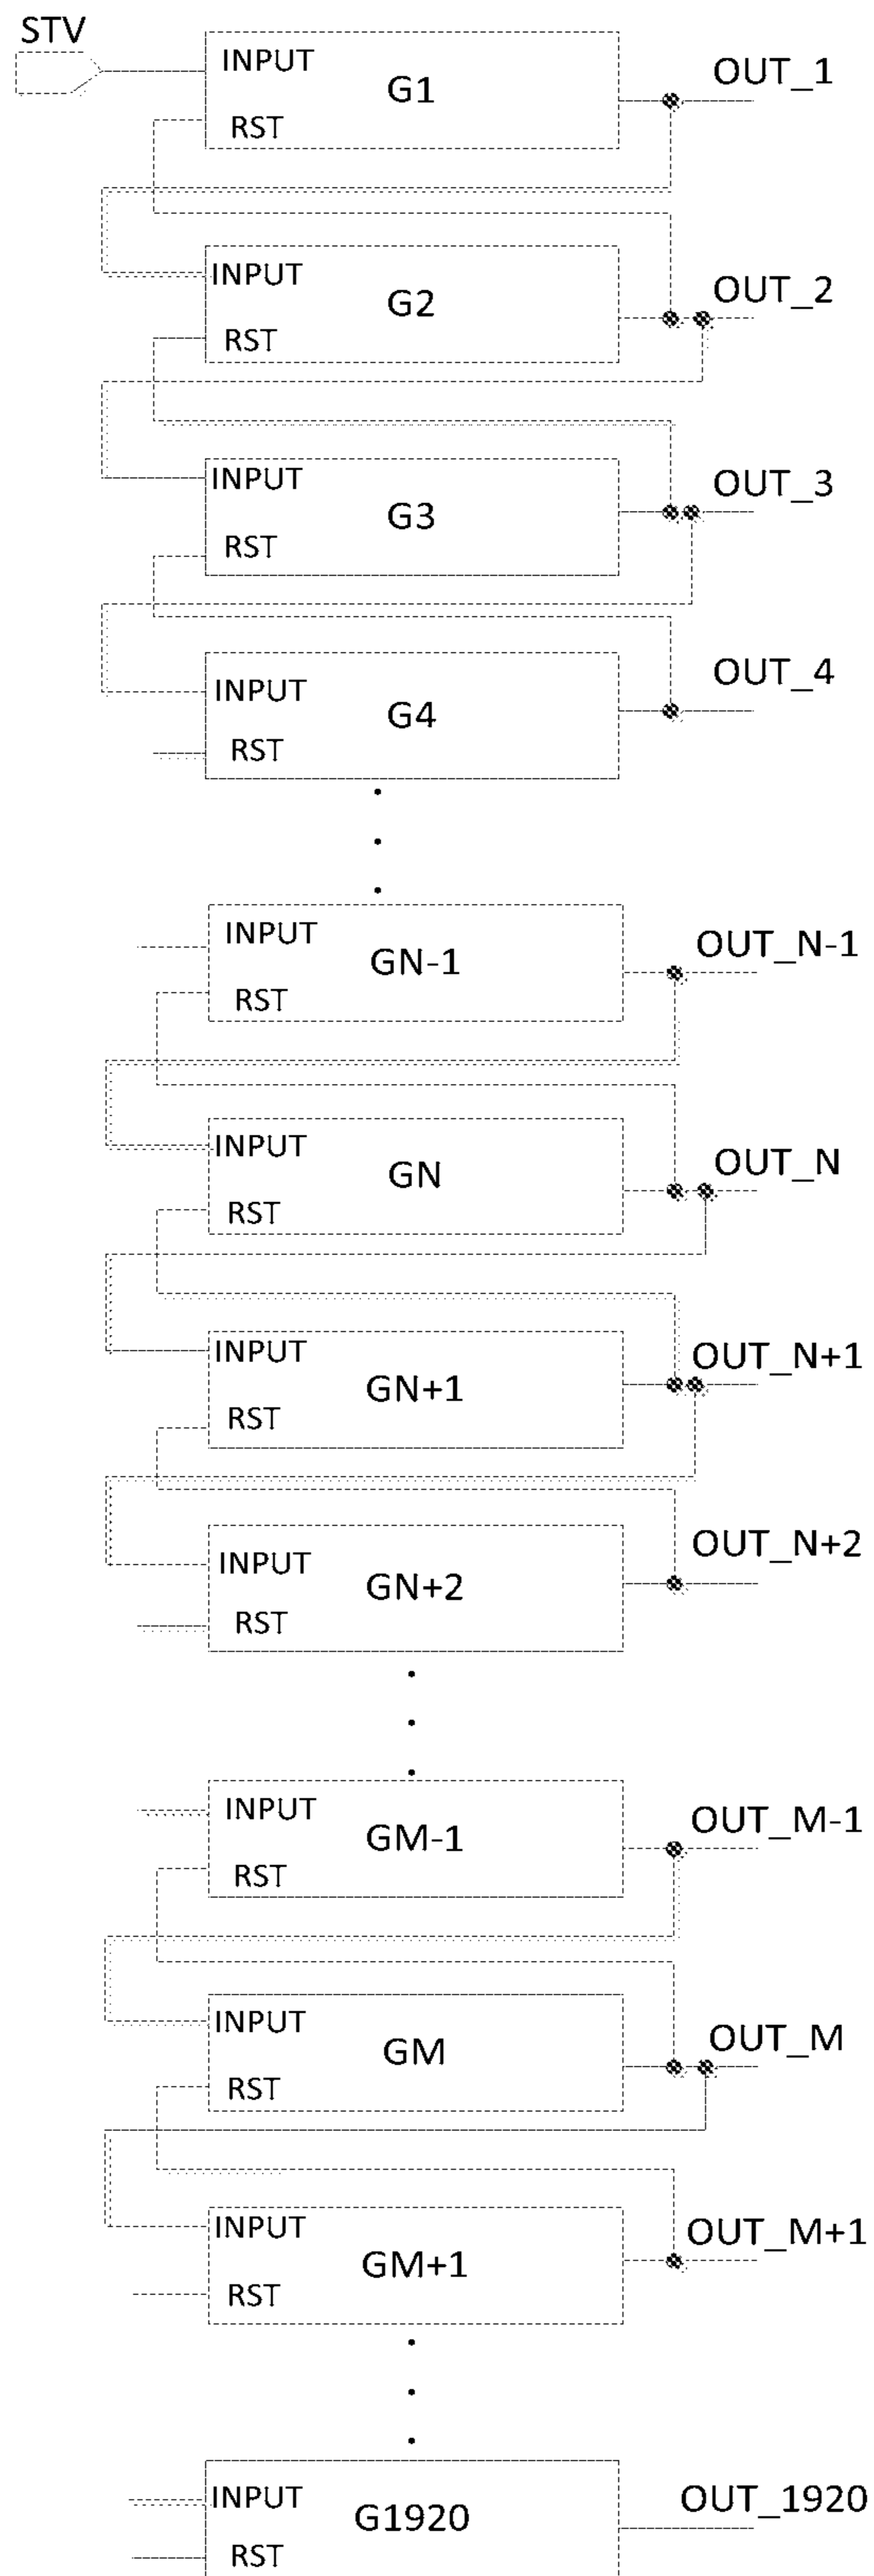 STV
INPUT
G1
RST
OUT_1
INPUT
G2
RST
OUT_2
INPUT
G3
RST
OUT_3
INPUT
G4
RST
OUT_4
INPUT
GN-1
RST
OUT_N-1
INPUT
GN
RST
OUT_N
INPUT
GN+1
RST
OUT_N+1
INPUT
GN+2
RST
OUT_N+2
INPUT
GM-1
RST
OUT_M-1
INPUT
GM
RST
OUT_M
INPUT
GM+1
RST
OUT_M+1
INPUT
G1920
RST
OUT_1920